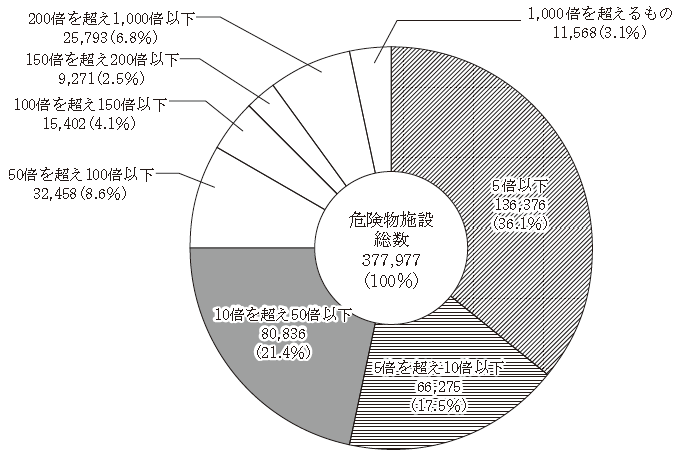 200倍を超え1,000倍以下
25,793(6.8%)
150倍を超え200倍以下
9,271(2.5%)
100倍を超え150倍以下
15,402(4.1%)
50倍を超え100倍以下
32,458(8.6%)
1,000倍を超えるもの
11,568(3.1%)
5倍以下
136,376
(36.1%)
危険物施設
総数
377,977
(100%)
10倍を超え50倍以下
80,836
(21.4%)
5倍を超え10倍以下
66,275
(17.5%)